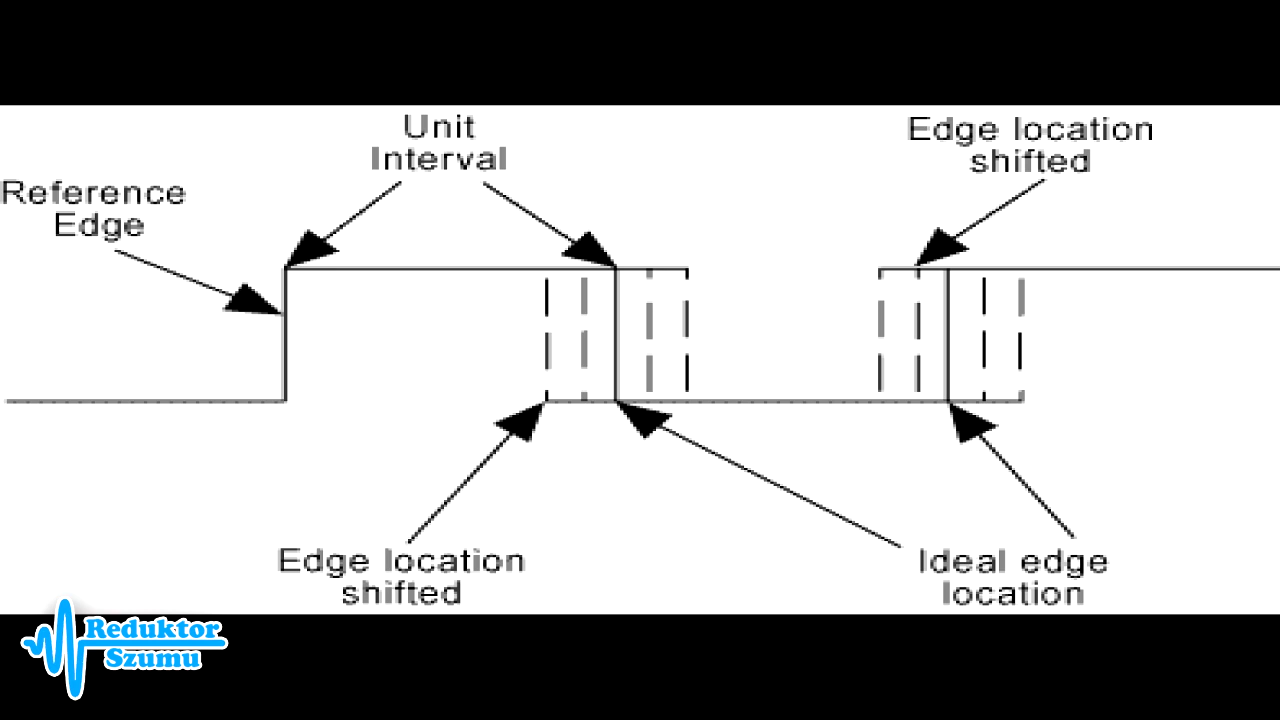 Unit
Interval
Edge location
shifted
Reference
Edge
Edge location
shifted
Ideal edge
location
Reduktor
Szumu